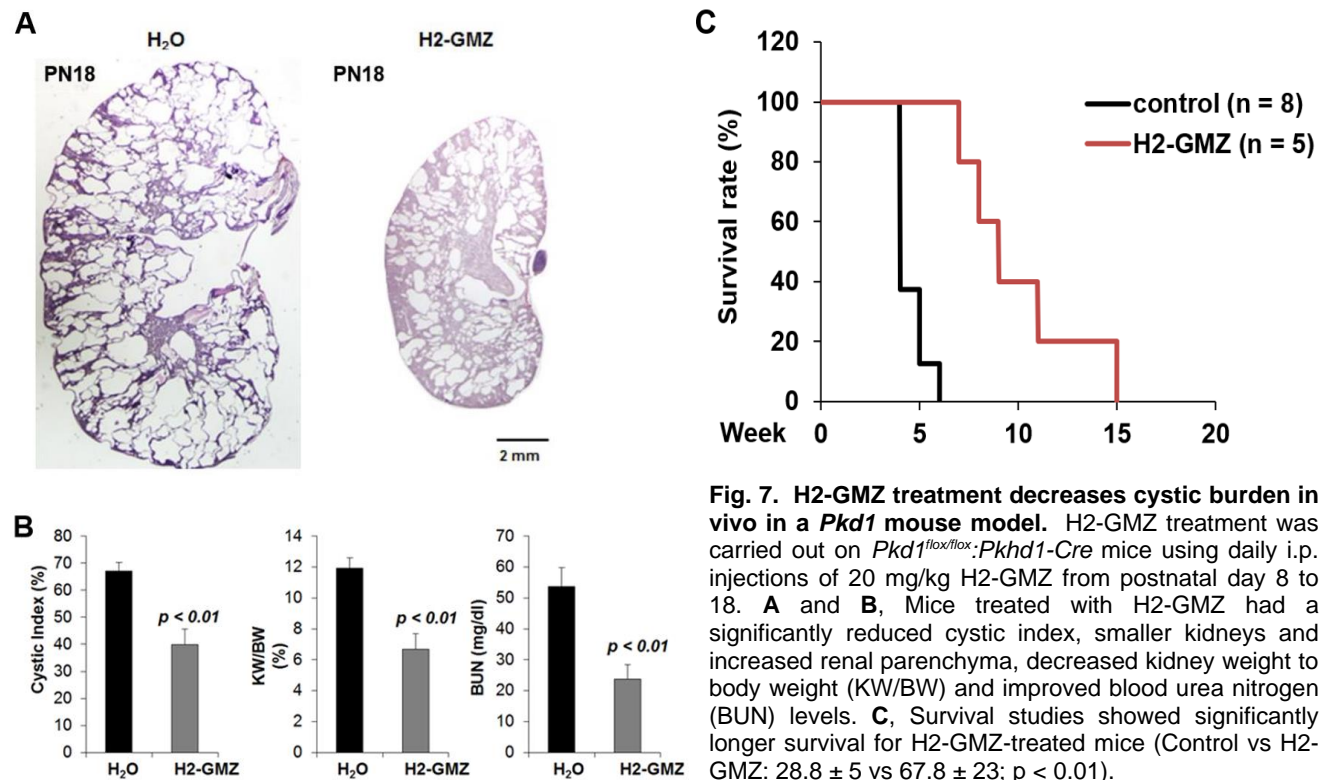 A
H₂O
H2-GMZ
PN18
PN18
2 mm
B
Cystic Index (%)
80
70
60
50
40
30
20
10
0
p < 0.01
H₂O
H2-GMZ
KW/BW
(%)
14
12
10
8
6
4
2
0
p < 0.01
H₂O
H2-GMZ
BUN (mg/dl)
70
60
50
40
30
20
10
0
p < 0.01
H₂O
H2-GMZ
C
Survival rate (%)
120
100
80
60
40
20
0
control (n = 8)
H2-GMZ (n = 5)
Week
0
5
10
15
20
Fig. 7. H2-GMZ treatment decreases cystic burden in
vivo in a Pkd1 mouse model. H2-GMZ treatment was
carried out on Pkd1flox/flox:Pkhd1-Cre mice using daily i.p.
injections of 20 mg/kg H2-GMZ from postnatal day 8 to
18. A and B, Mice treated with H2-GMZ had a
significantly reduced cystic index, smaller kidneys and
increased renal parenchyma, decreased kidney weight to
body weight (KW/BW) and improved blood urea nitrogen
(BUN) levels. C, Survival studies showed significantly
longer survival for H2-GMZ-treated mice (Control vs H2-
GMZ: 28.8 ± 5 vs 67.8 ± 23; p < 0.01).